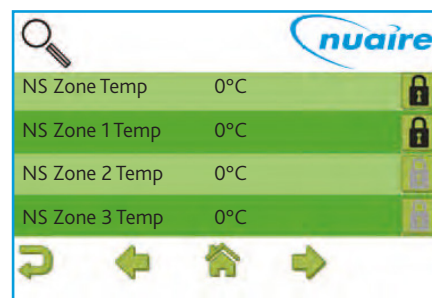 nuaire
NS Zone Temp 0°C
NS Zone 1 Temp 0°C
NS Zone 2 Temp 0°C
NS Zone 3 Temp 0°C